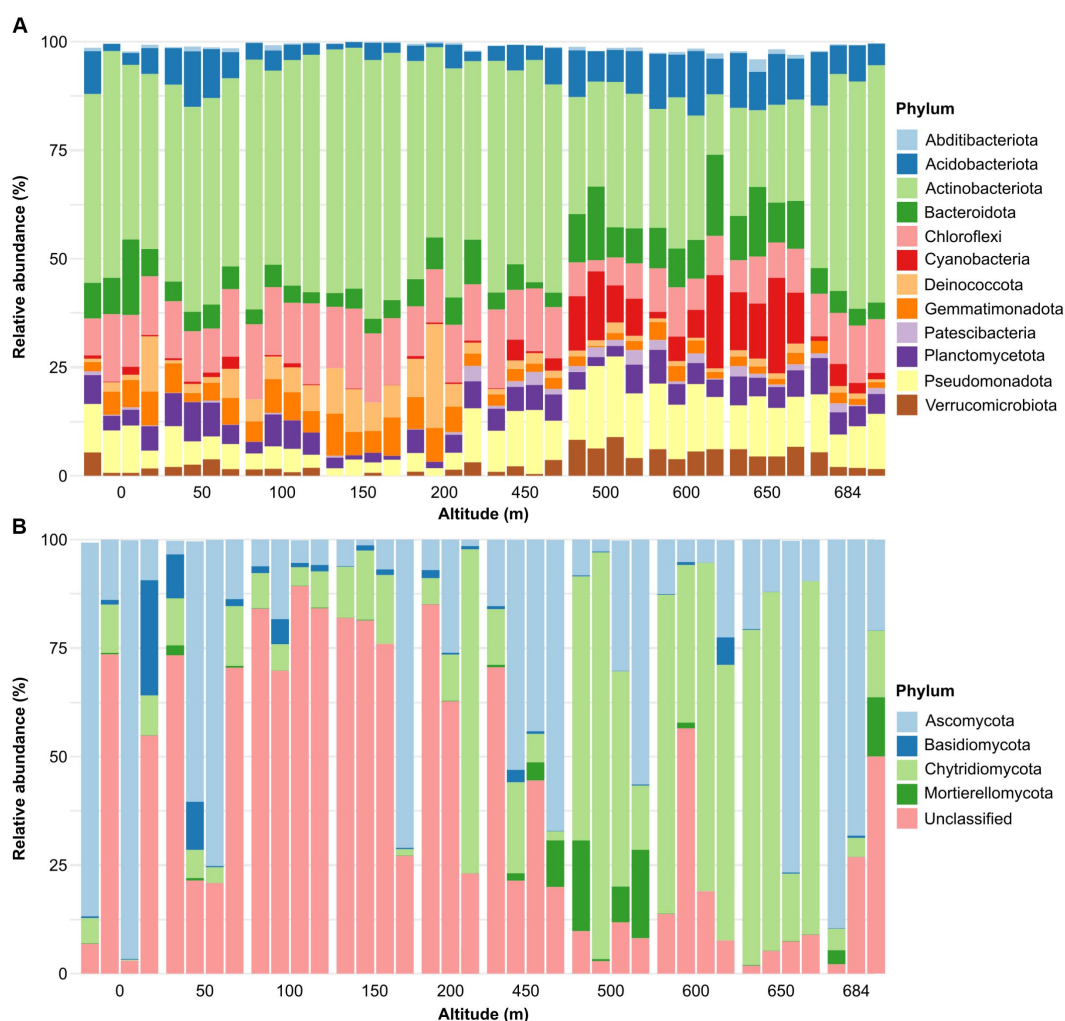 A
Relative abundance (%)
100
75
50
25
0
0 50 100 150 200 450 500 600 650 684
Altitude (m)
Phylum
Abditibacteriota
Acidobacteriota
Actinobacteriota
Bacteroidota
Chloroflexi
Cyanobacteria
Deinococcota
Gemmatimonadota
Patescibacteria
Planctomycetota
Pseudomonadota
Verrucomicrobiota
B
Relative abundance (%)
100
75
50
25
0
0 50 100 150 200 450 500 600 650 684
Altitude (m)
Phylum
Ascomycota
Basidiomycota
Chytridiomycota
Mortierellomycota
Unclassified